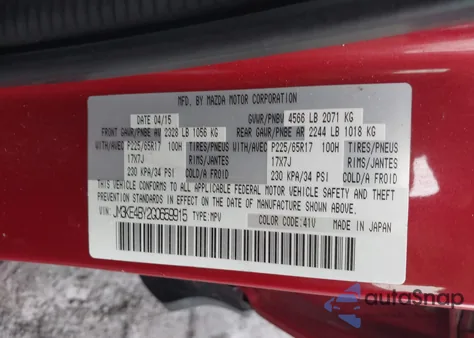 MFD. BY MAZDA MOTOR CORPORATION
DATE 04/15 GVWR/PNBV 4566 LB 2071 KG
FRONT GAWR/PNBE AV 2328 LB 1056 KG REAR GAWR/PNBE AR 2244 LB 1018 KG
WITH/AVEC P225/65R17 100H TIRES/PNEU WITH/AVEC P225/65R17 100H TIRES/PNEU
17X7J RIMS/JANTES 17X7J RIMS/JANTES
230 KPA/34 PSI COLD/A FROID 230 KPA/34 PSI COLD/A FROID
THIS VEHICLE CONFORMS TO ALL APPLICABLE FEDERAL MOTOR VEHICLE SAFETY AND THEFT
PREVENTION STANDARDS IN EFFECT ON THE DATE OF MANUFACTURE SHOWN ABOVE.
VIN: JM3KE4BY2G0659915 TYPE: MPV COLOR CODE: 41V MADE IN JAPAN
autoSnap